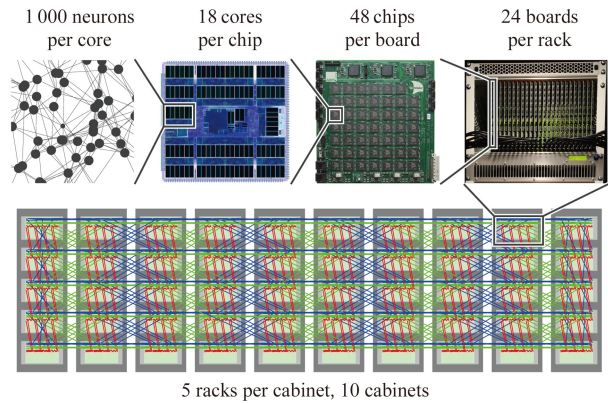 1 000 neurons
per core
18 cores
per chip
48 chips
per board
24 boards
per rack
5 racks per cabinet, 10 cabinets